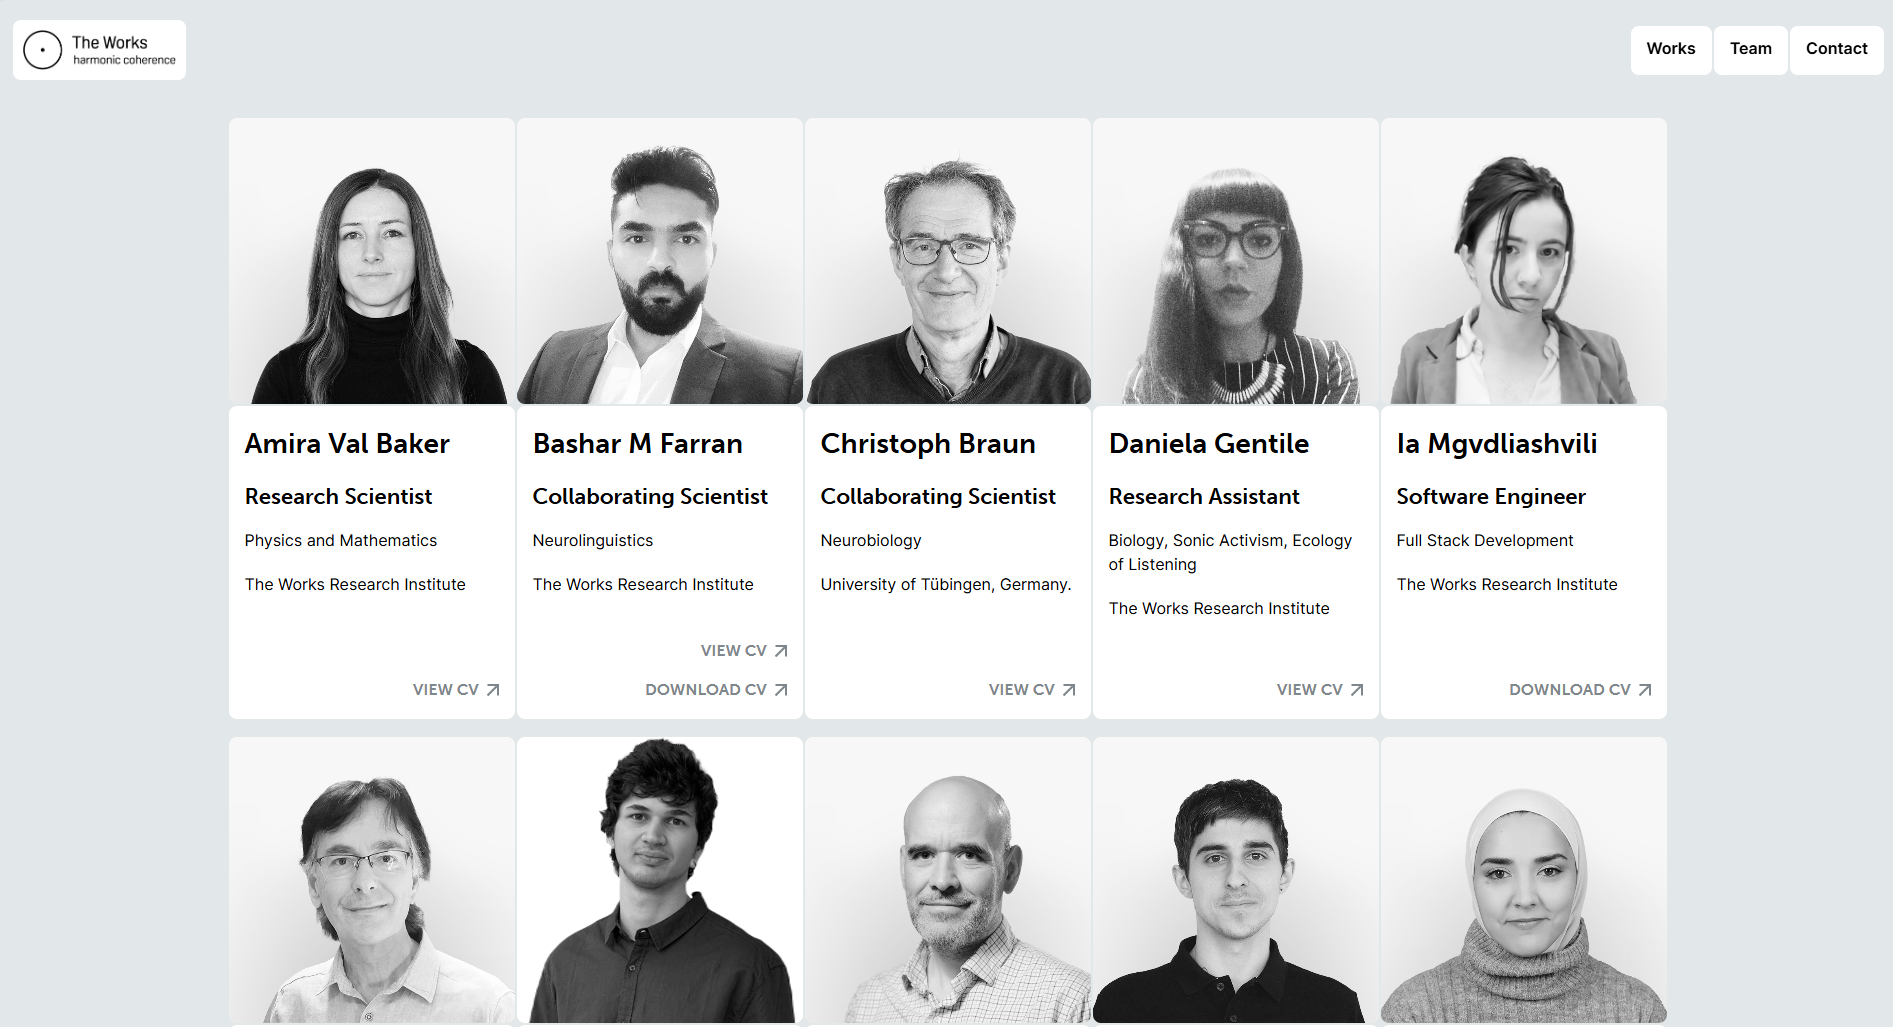 The Works
harmonic coherence
Works
Team
Contact
Amira Val Baker
Research Scientist
Physics and Mathematics
The Works Research Institute
VIEW CV
Bashar M Farran
Collaborating Scientist
Neurolinguistics
The Works Research Institute
VIEW CV
DOWNLOAD CV
Christoph Braun
Collaborating Scientist
Neurobiology
University of Tübingen, Germany.
VIEW CV
Daniela Gentile
Research Assistant
Biology, Sonic Activism, Ecology
of Listening
The Works Research Institute
VIEW CV
Ia Mgvdliashvili
Software Engineer
Full Stack Development
The Works Research Institute
DOWNLOAD CV